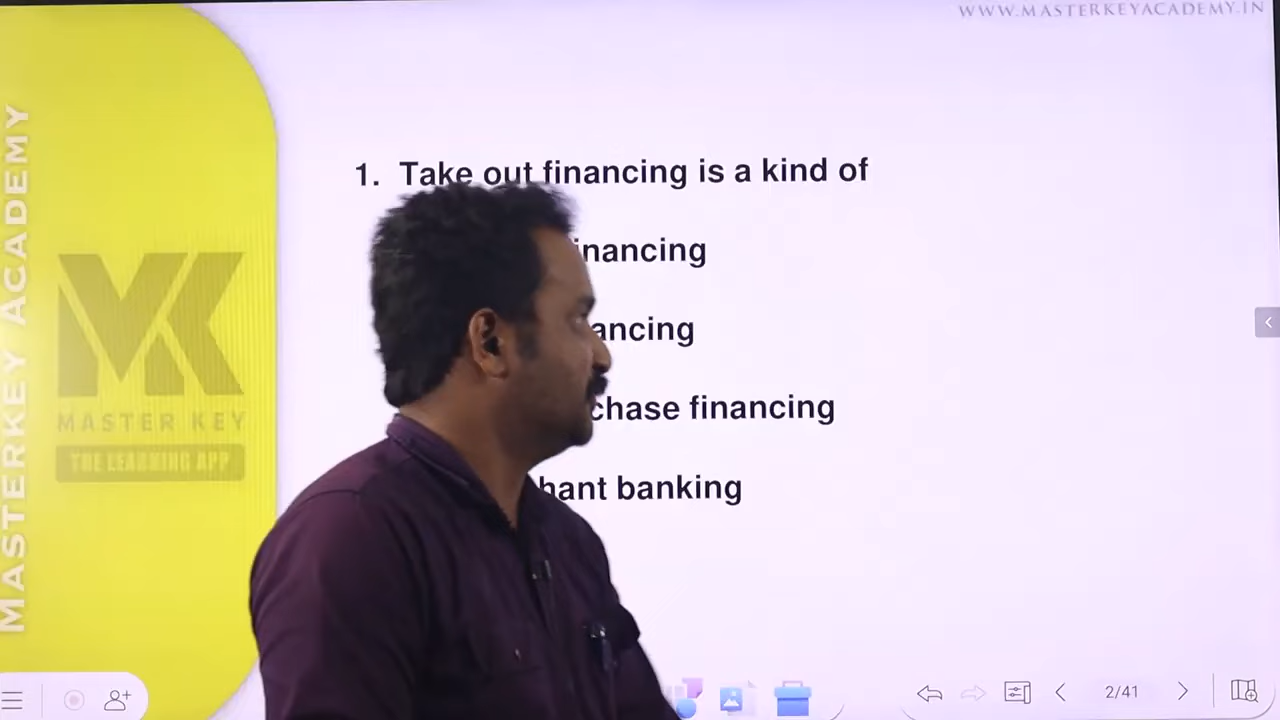 WWW.MASTERKEYACADEMY.IN
MASTERKEY ACADEMY
MK
MASTER KEY
THE LEARNING APP
1. Take out financing is a kind of
inancing
ancing
chase financing
hant banking
2/41